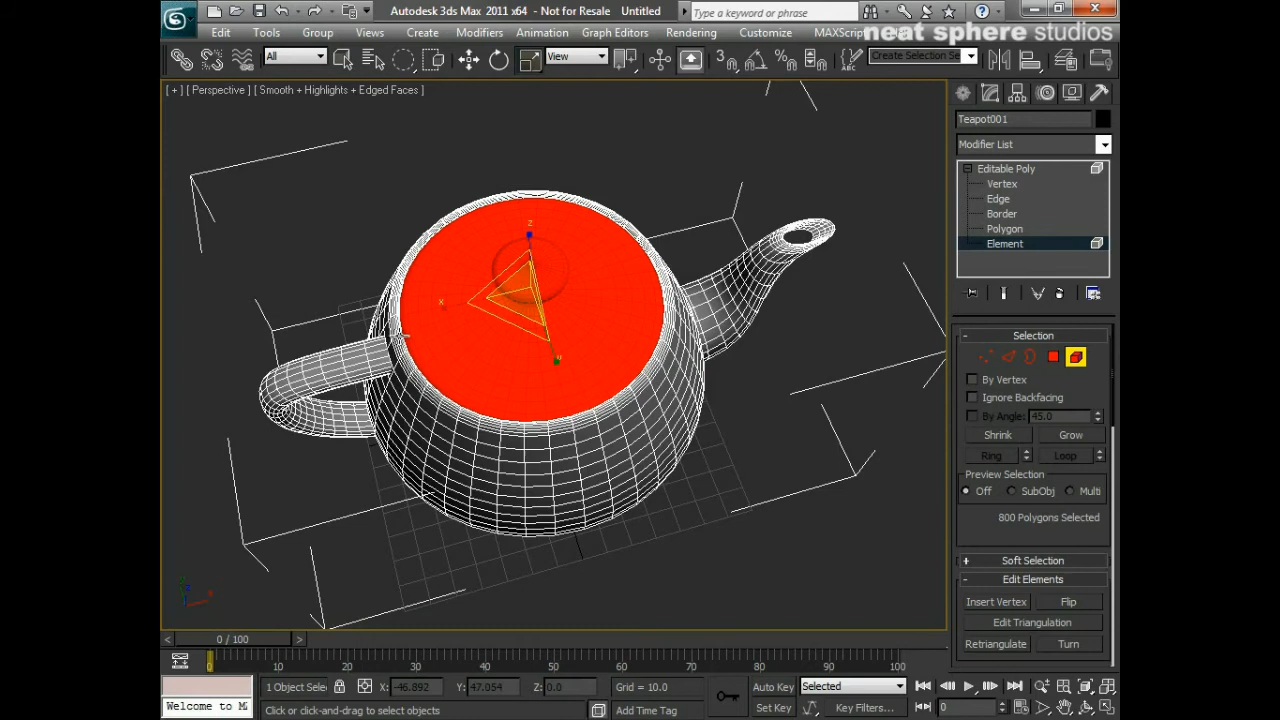 Autodesk 3ds Max 2011 x64 - Not for Resale Untitled
Type a keyword or phrase
Edit Tools Group Views Create Modifiers Animation Graph Editors Rendering Customize MAXScri
neat sphere studios
All View Create Selection Se
[ + ] [ Perspective ] [ Smooth + Highlights + Edged Faces ]
Teapot001
Modifier List
Editable Poly
Vertex
Edge
Border
Polygon
Element
z
x
Selection
By Vertex
Ignore Backfacing
By Angle: 45.0
Shrink Grow
Ring Loop
Preview Selection
Off SubObj Multi
800 Polygons Selected
+ Soft Selection
- Edit Elements
Insert Vertex Flip
Edit Triangulation
Retriangulate Turn
< 0 / 100 >
0 10 20 30 40 50 60 70 80 90 100
1 Object Selec X: -46.892 Y: 47.054 Z: 0.0 Grid = 10.0 Auto Key Selected
Welcome to M Click or click-and-drag to select objects Add Time Tag Set Key Key Filters... 0